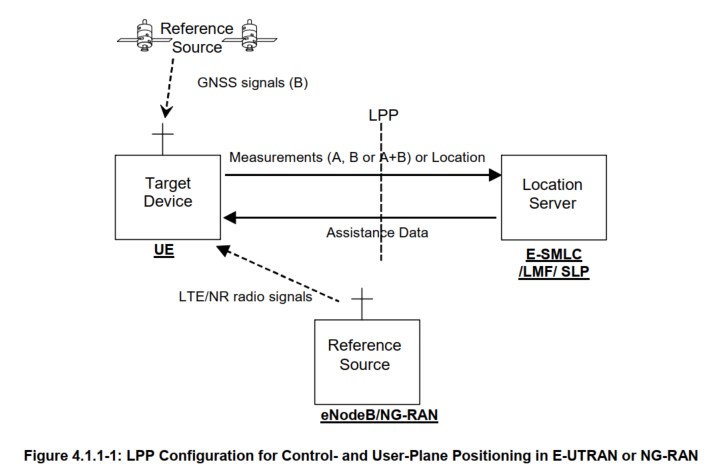 Reference
Source
GNSS signals (B)
LPP
Measurements (A, B or A+B) or Location
Target
Device
Location
Server
Assistance Data
UE
E-SMLC
/LMF/ SLP
LTE/NR radio signals
Reference
Source
eNodeB/NG-RAN
Figure 4.1.1-1: LPP Configuration for Control- and User-Plane Positioning in E-UTRAN or NG-RAN